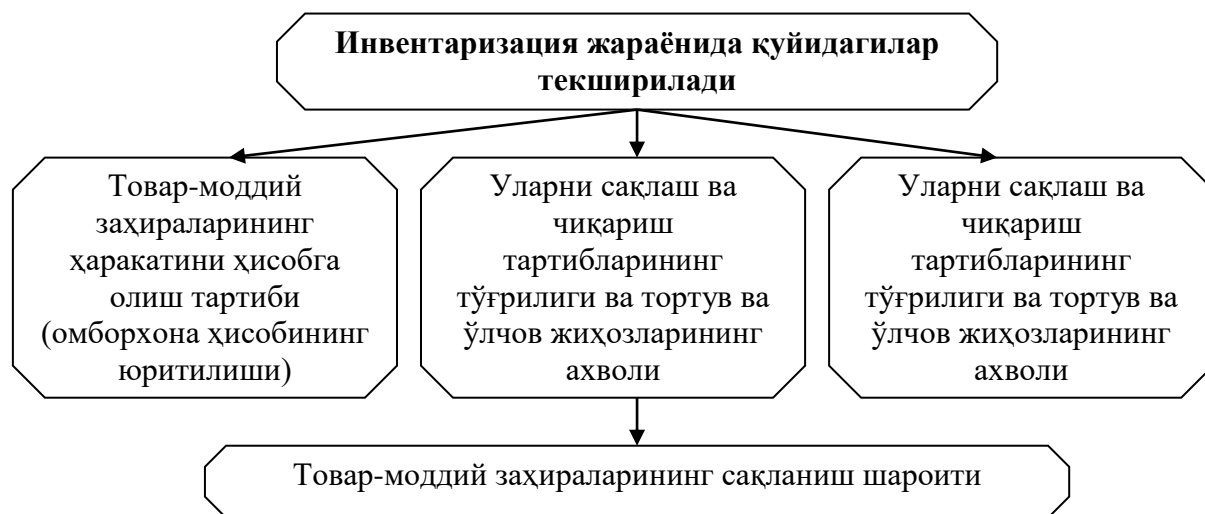 Инвентаризация жараёнида қуйидагилар
текширилади
Товар-моддий
заҳираларининг
ҳаракатини ҳисобга
олиш тартиби
(омборхона ҳисобининг
юритилиши)
Уларни сақлаш ва
чиқариш
тартибларининг
тўғрилиги ва тортув ва
ўлчов жиҳозларининг
ахволи
Уларни сақлаш ва
чиқариш
тартибларининг
тўғрилиги ва тортув ва
ўлчов жиҳозларининг
ахволи
Товар-моддий заҳираларининг сақланиш шароити